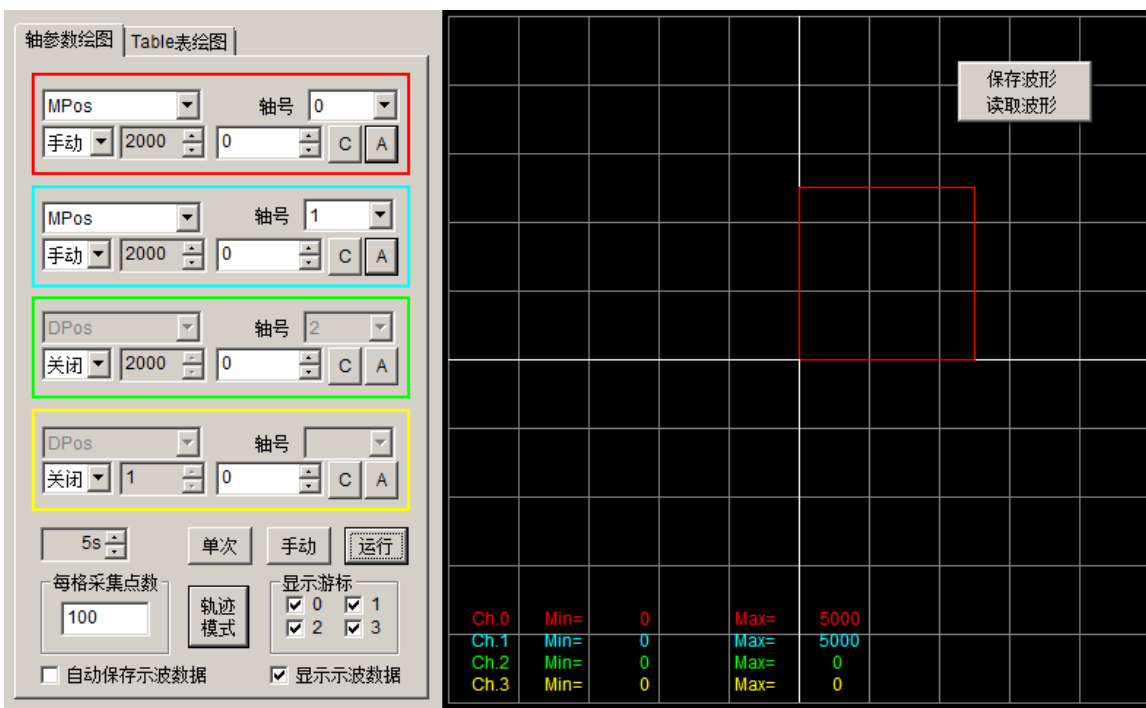 轴参数绘图 Table表绘图
MPos 轴号 0
手动 2000 0 C A
MPos 轴号 1
手动 2000 0 C A
DPos 轴号 2
关闭 2000 0 C A
DPos 轴号
关闭 1 0 C A
5s 单次 手动 运行
每格采集点数
100
轨迹
模式
显示游标
0 1
2 3
自动保存示波数据 显示示波数据
保存波形
读取波形
Ch.0 Min= 0 Max= 5000
Ch.1 Min= 0 Max= 5000
Ch.2 Min= 0 Max= 0
Ch.3 Min= 0 Max= 0